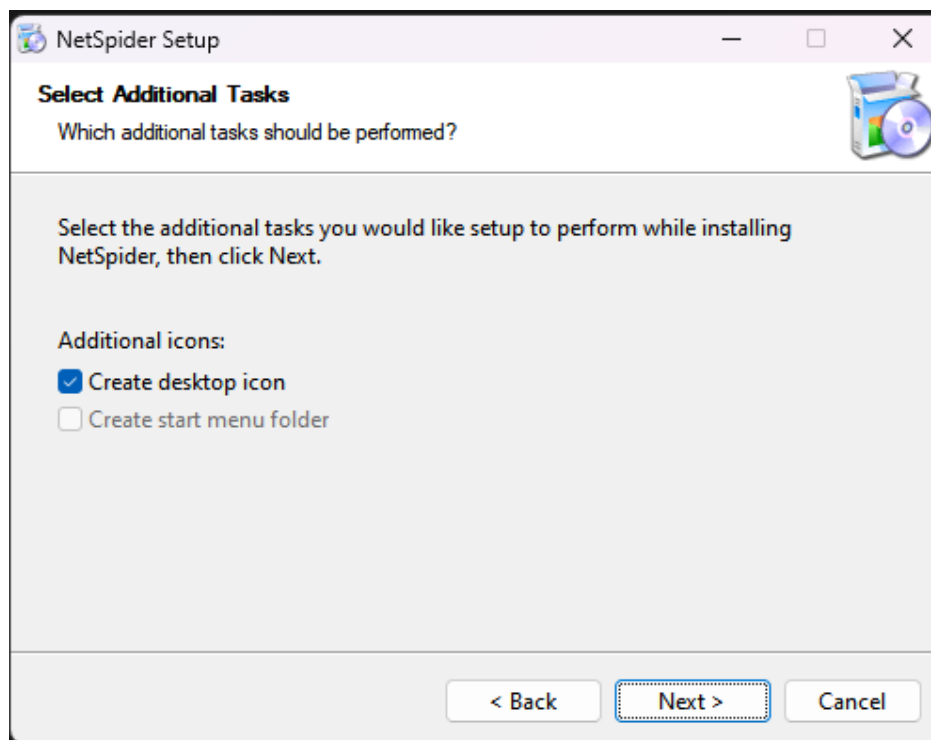 NetSpider Setup
Select Additional Tasks
Which additional tasks should be performed?
Select the additional tasks you would like setup to perform while installing
NetSpider, then click Next.
Additional icons:
Create desktop icon
Create start menu folder
< Back
Next >
Cancel